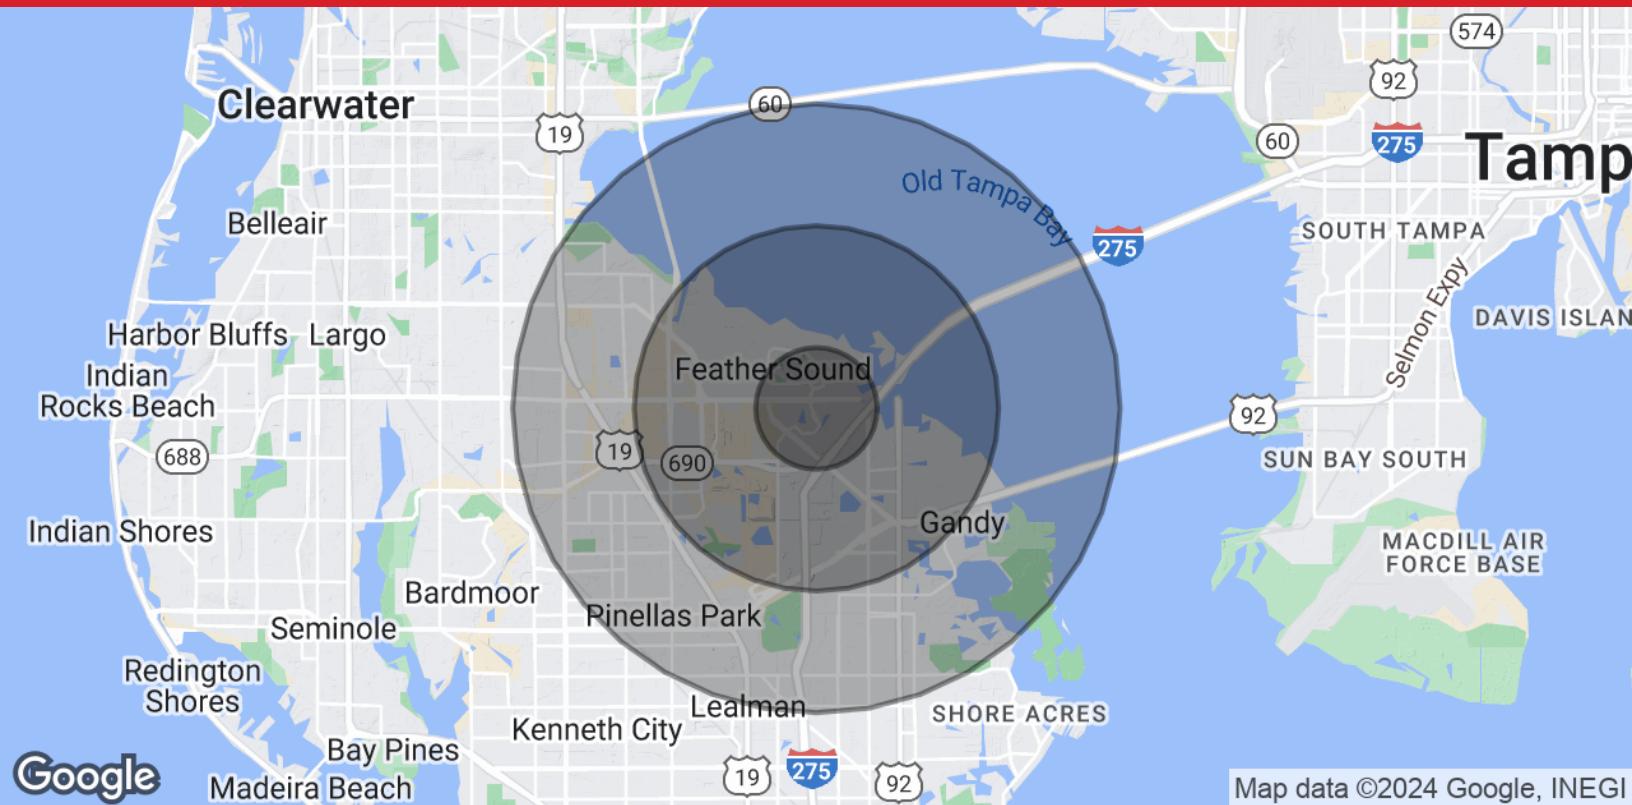 574
92
Clearwater
60
19
60
275
Tamp
Old Tampa Bay
Belleair
SOUTH TAMPA
275
Selmon Expy
DAVIS ISLAN
Harbor Bluffs
Largo
Feather Sound
Indian
Rocks Beach
92
688
19
690
SUN BAY SOUTH
Indian Shores
Gandy
MACDILL AIR
FORCE BASE
Bardmoor
Pinellas Park
Seminole
Redington
Shores
Lealman
SHORE ACRES
Kenneth City
Bay Pines
19
275
92
Google
Madeira Beach
Map data ©2024 Google, INEGI